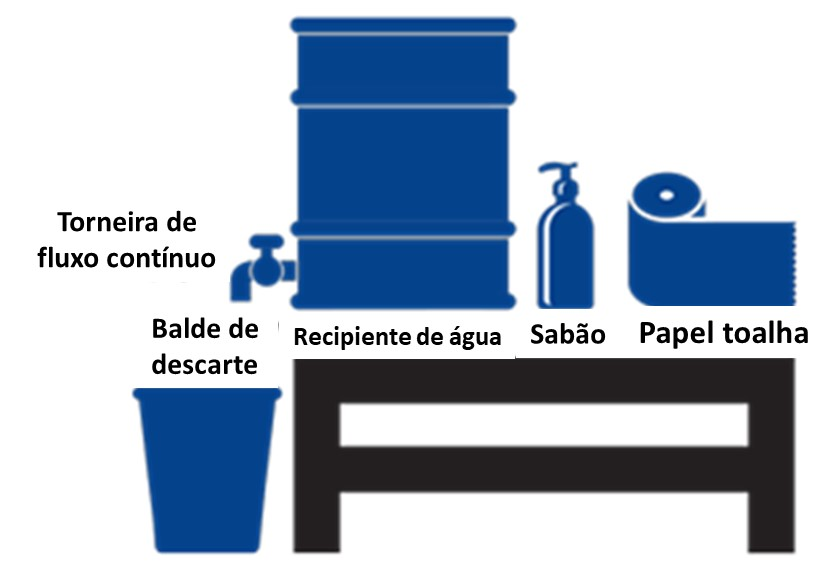 Torneira de
fluxo contínuo
Balde de
descarte
Recipiente de água
Sabão
Papel toalha